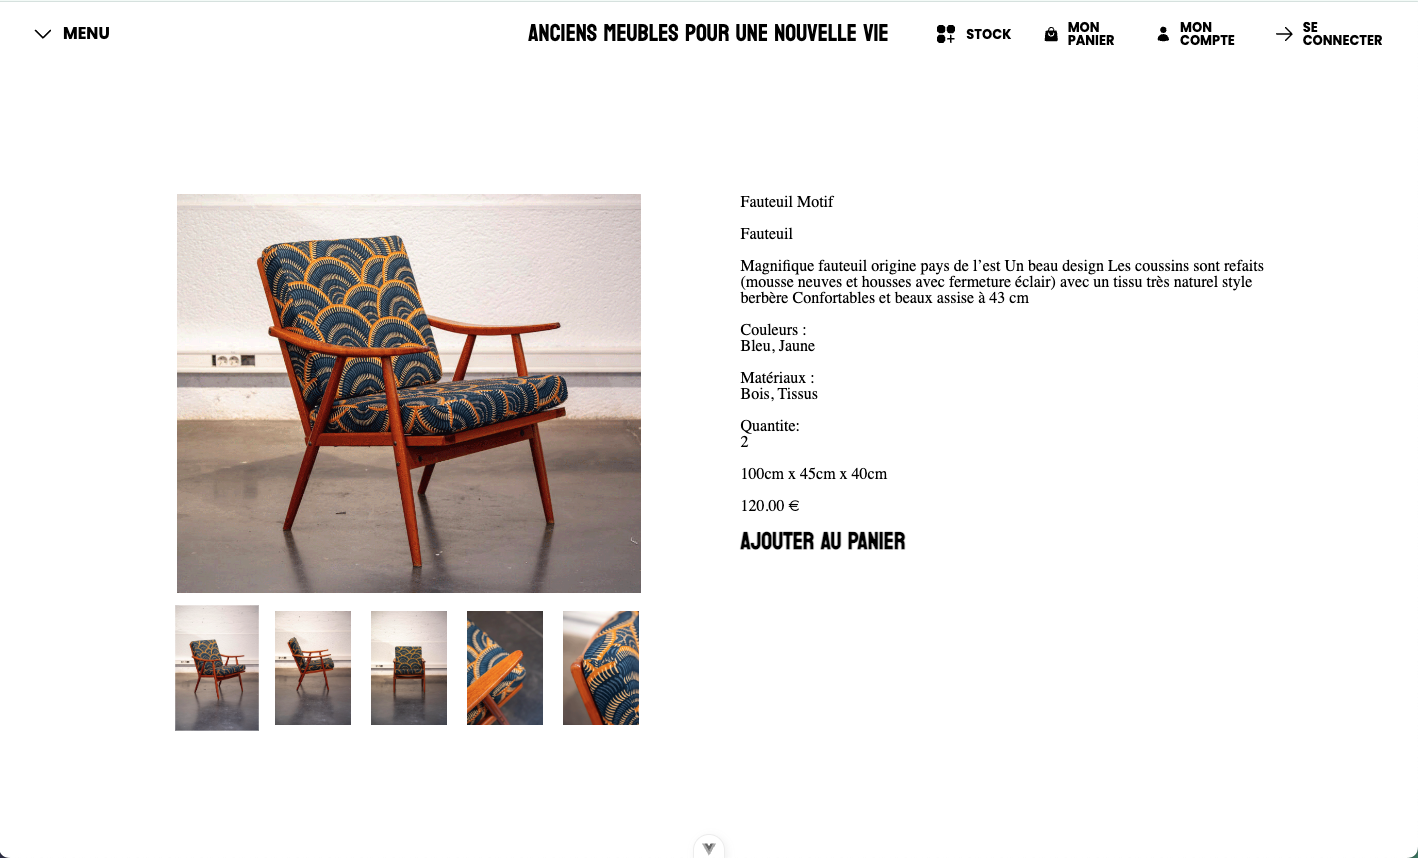 MENU
ANCIENS MEUBLES POUR UNE NOUVELLE VIE
STOCK
MON
PANIER
MON
COMPTE
SE
CONNECTER
Fauteuil Motif
Fauteuil
Magnifique fauteuil origine pays de l’est Un beau design Les coussins sont refaits
(mousse neuves et housses avec fermeture éclair) avec un tissu très naturel style
berbère Confortables et beaux assise à 43 cm
Couleurs :
Bleu, Jaune
Matériaux :
Bois, Tissus
Quantite:
2
100cm x 45cm x 40cm
120.00 €
AJOUTER AU PANIER